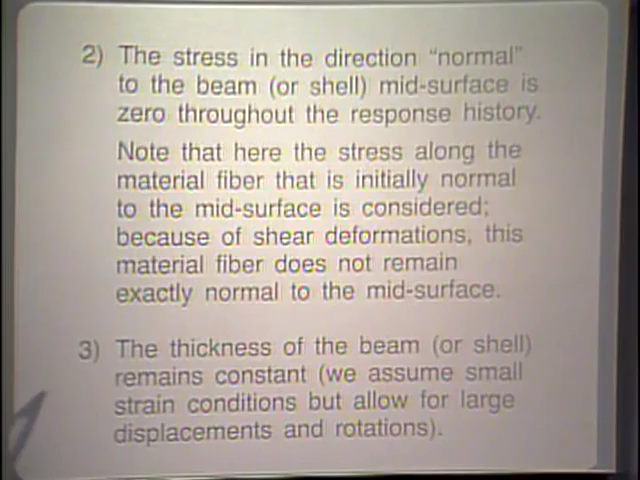 2) The stress in the direction “normal”
to the beam (or shell) mid-surface is
zero throughout the response history.
Note that here the stress along the
material fiber that is initially normal
to the mid-surface is considered;
because of shear deformations, this
material fiber does not remain
exactly normal to the mid-surface.
3) The thickness of the beam (or shell)
remains constant (we assume small
strain conditions but allow for large
displacements and rotations).